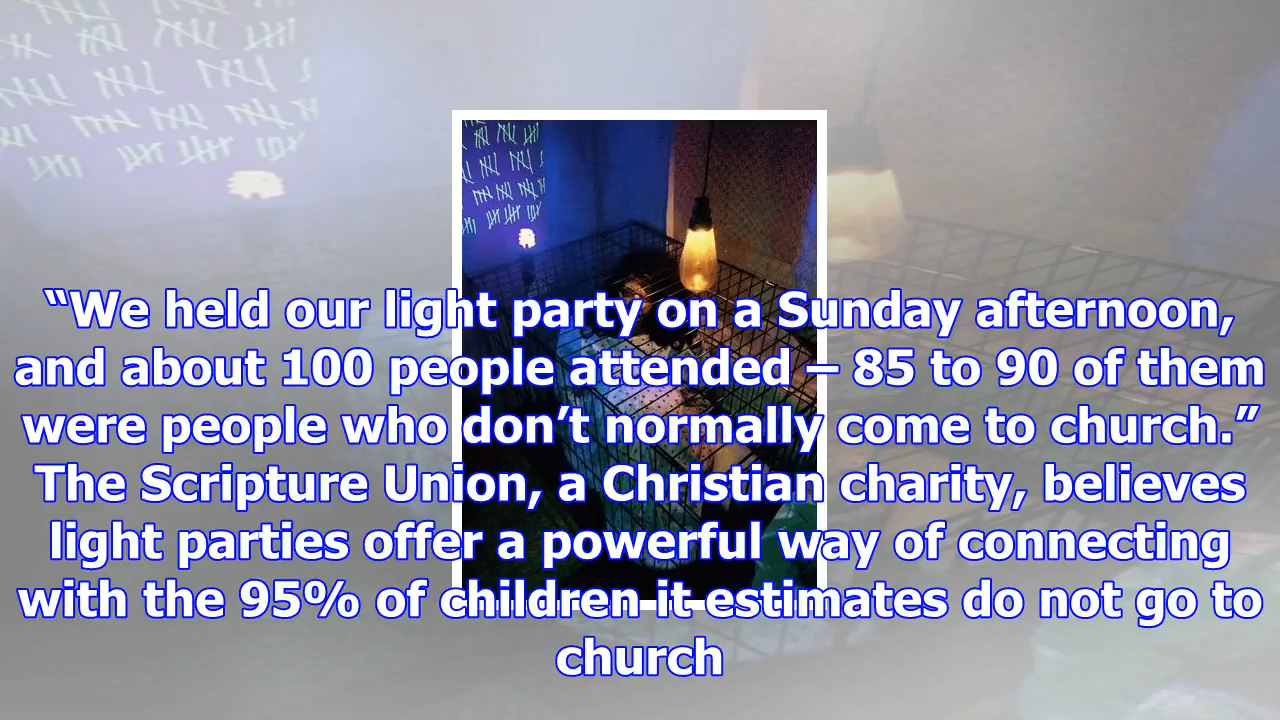 “We held our light party on a Sunday afternoon,
and about 100 people attended – 85 to 90 of them
were people who don’t normally come to church.”
The Scripture Union, a Christian charity, believes
light parties offer a powerful way of connecting
with the 95% of children it estimates do not go to
church